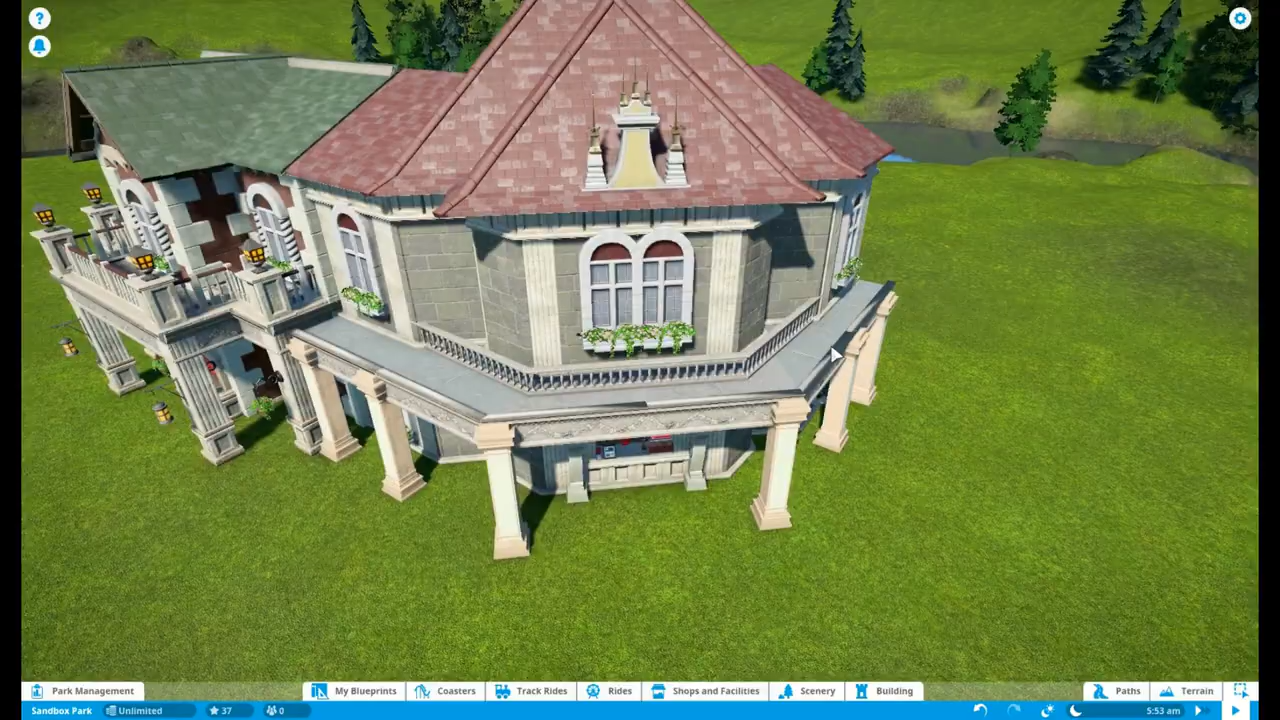 ?
Park Management
My Blueprints
Coasters
Track Rides
Rides
Shops and Facilities
Scenery
Building
Paths
Terrain
Sandbox Park
Unlimited
37
0
5:53 am